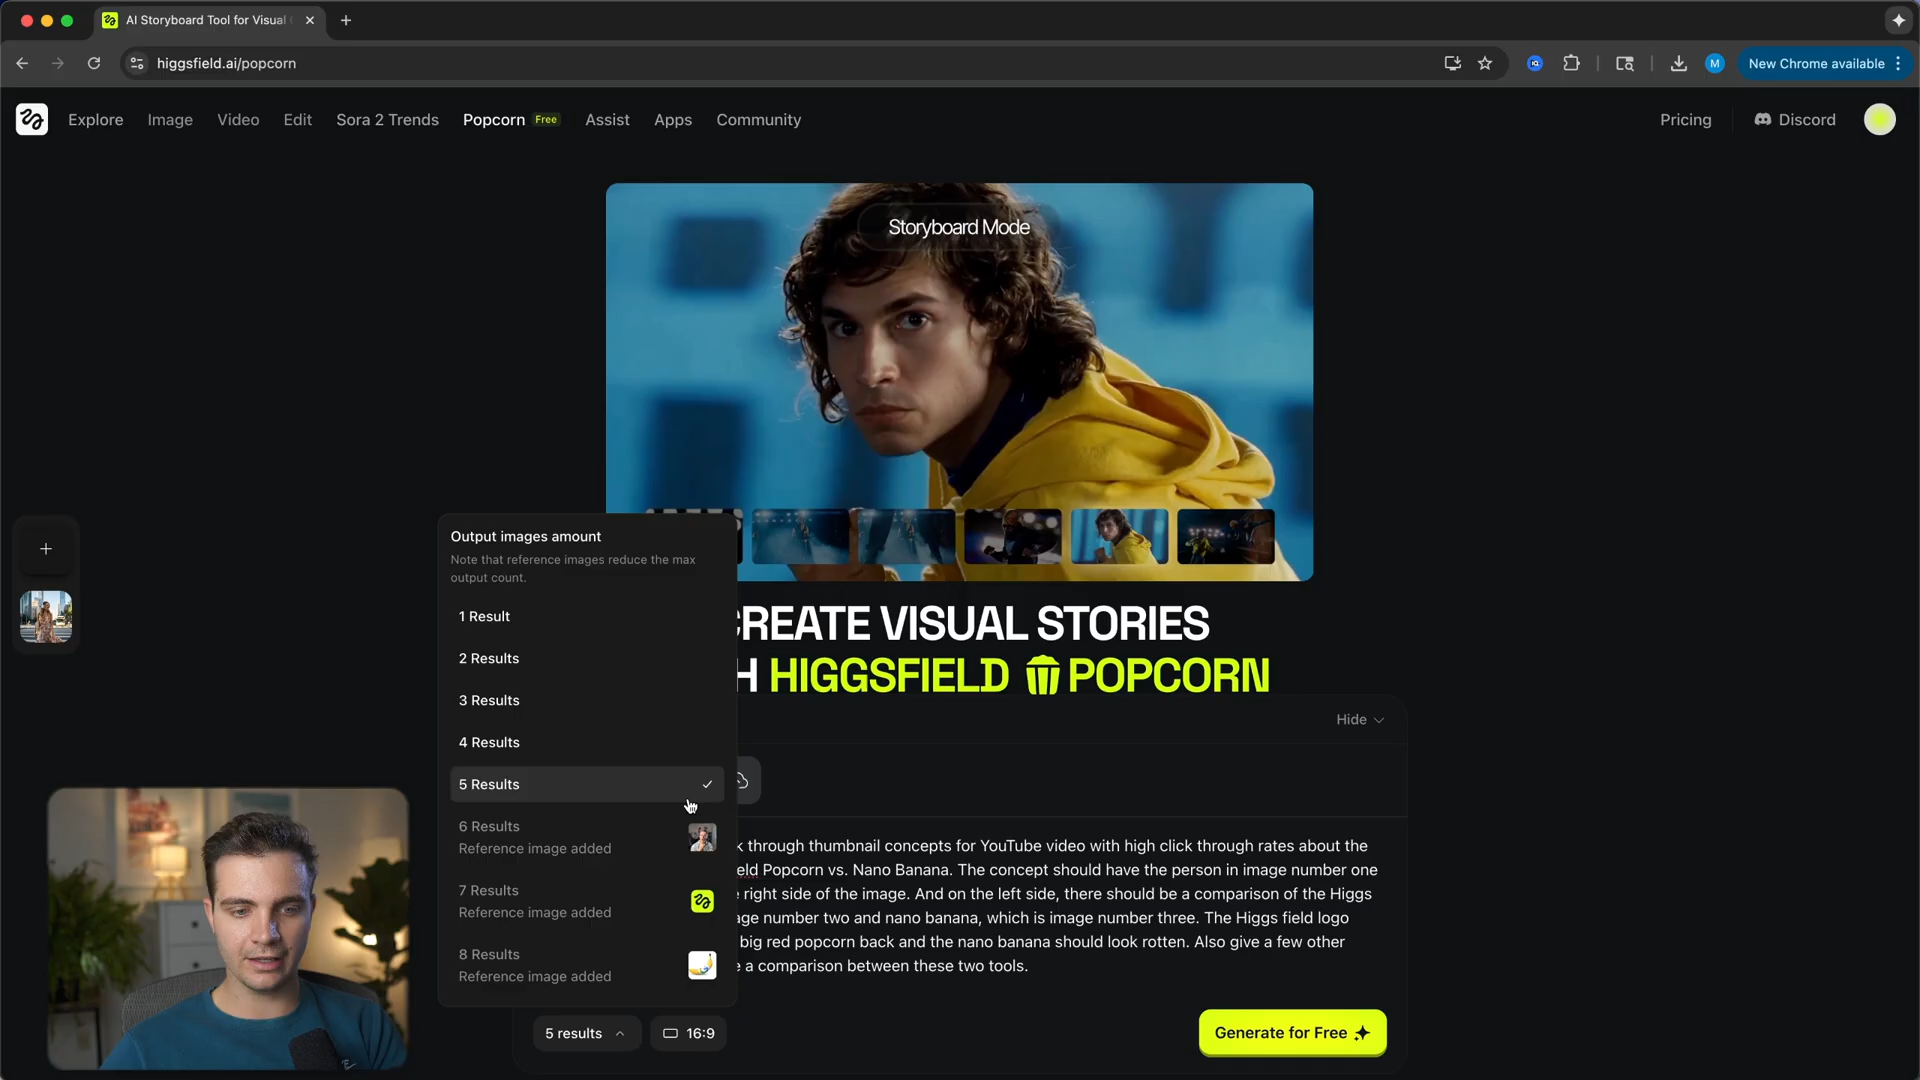 AI Storyboard Tool for Visual
higgsfield.ai/popcorn
M
New Chrome available
Explore
Image
Video
Edit
Sora 2 Trends
Popcorn Free
Assist
Apps
Community
Pricing
Discord
Storyboard Mode
CREATE VISUAL STORIES
H HIGGSFIELD POPCORN
Output images amount
Note that reference images reduce the max
output count.
1 Result
2 Results
3 Results
4 Results
5 Results
6 Results
Reference image added
7 Results
Reference image added
8 Results
Reference image added
Hide
k through thumbnail concepts for YouTube video with high click through rates about the
eld Popcorn vs. Nano Banana. The concept should have the person in image number one
right side of the image. And on the left side, there should be a comparison of the Higgs
age number two and nano banana, which is image number three. The Higgs field logo
big red popcorn back and the nano banana should look rotten. Also give a few other
e a comparison between these two tools.
5 results
16:9
Generate for Free